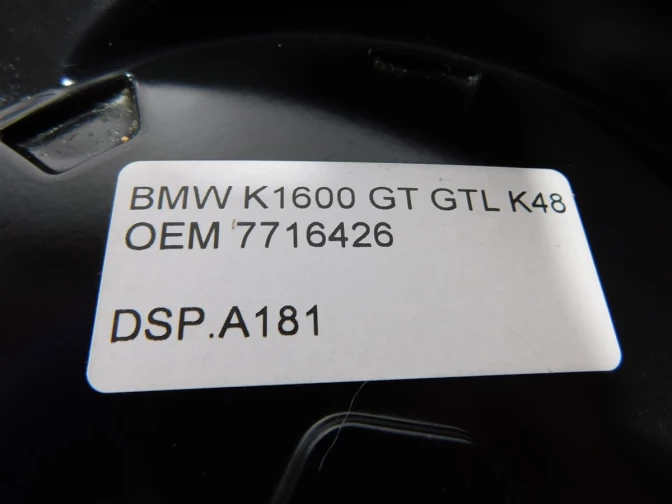 BMW K1600 GT GTL K48
OEM 7716426
DSP.A181